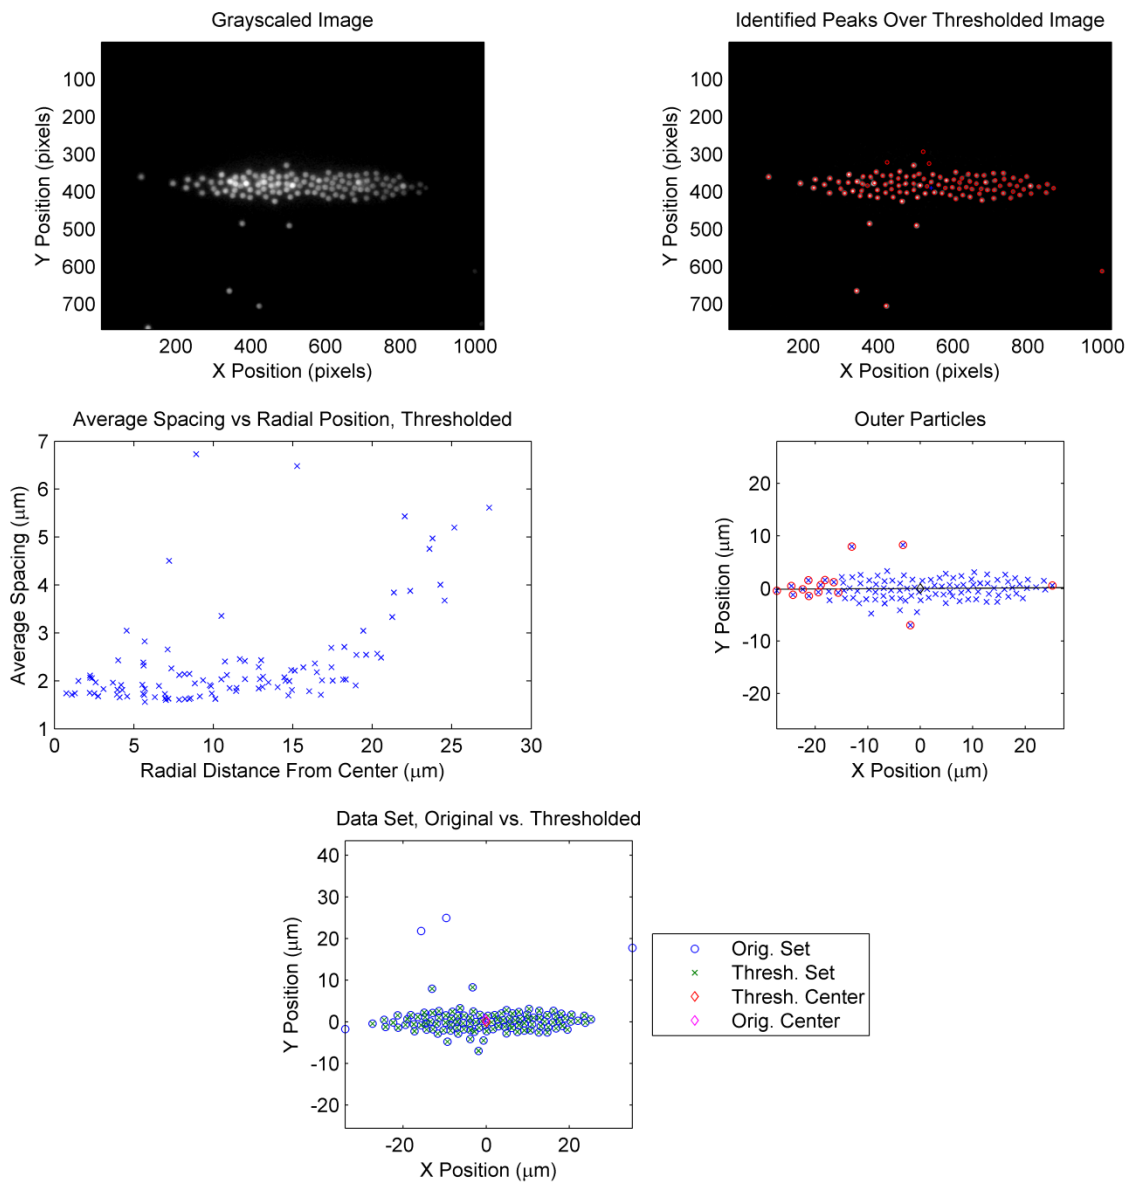 Grayscaled Image
Y Position (pixels)
100
200
300
400
500
600
700
200 400 600 800 1000
X Position (pixels)
Identified Peaks Over Thresholded Image
Y Position (pixels)
100
200
300
400
500
600
700
200 400 600 800 1000
X Position (pixels)
Average Spacing vs Radial Position, Thresholded
Average Spacing (μm)
7
6
5
4
3
2
1
0 5 10 15 20 25 30
Radial Distance From Center (μm)
Outer Particles
Y Position (μm)
20
10
0
-10
-20
-20 -10 0 10 20
X Position (μm)
Data Set, Original vs. Thresholded
Y Position (μm)
40
30
20
10
0
-10
-20
-20 0 20
X Position (μm)
Orig. Set
Thresh. Set
Thresh. Center
Orig. Center